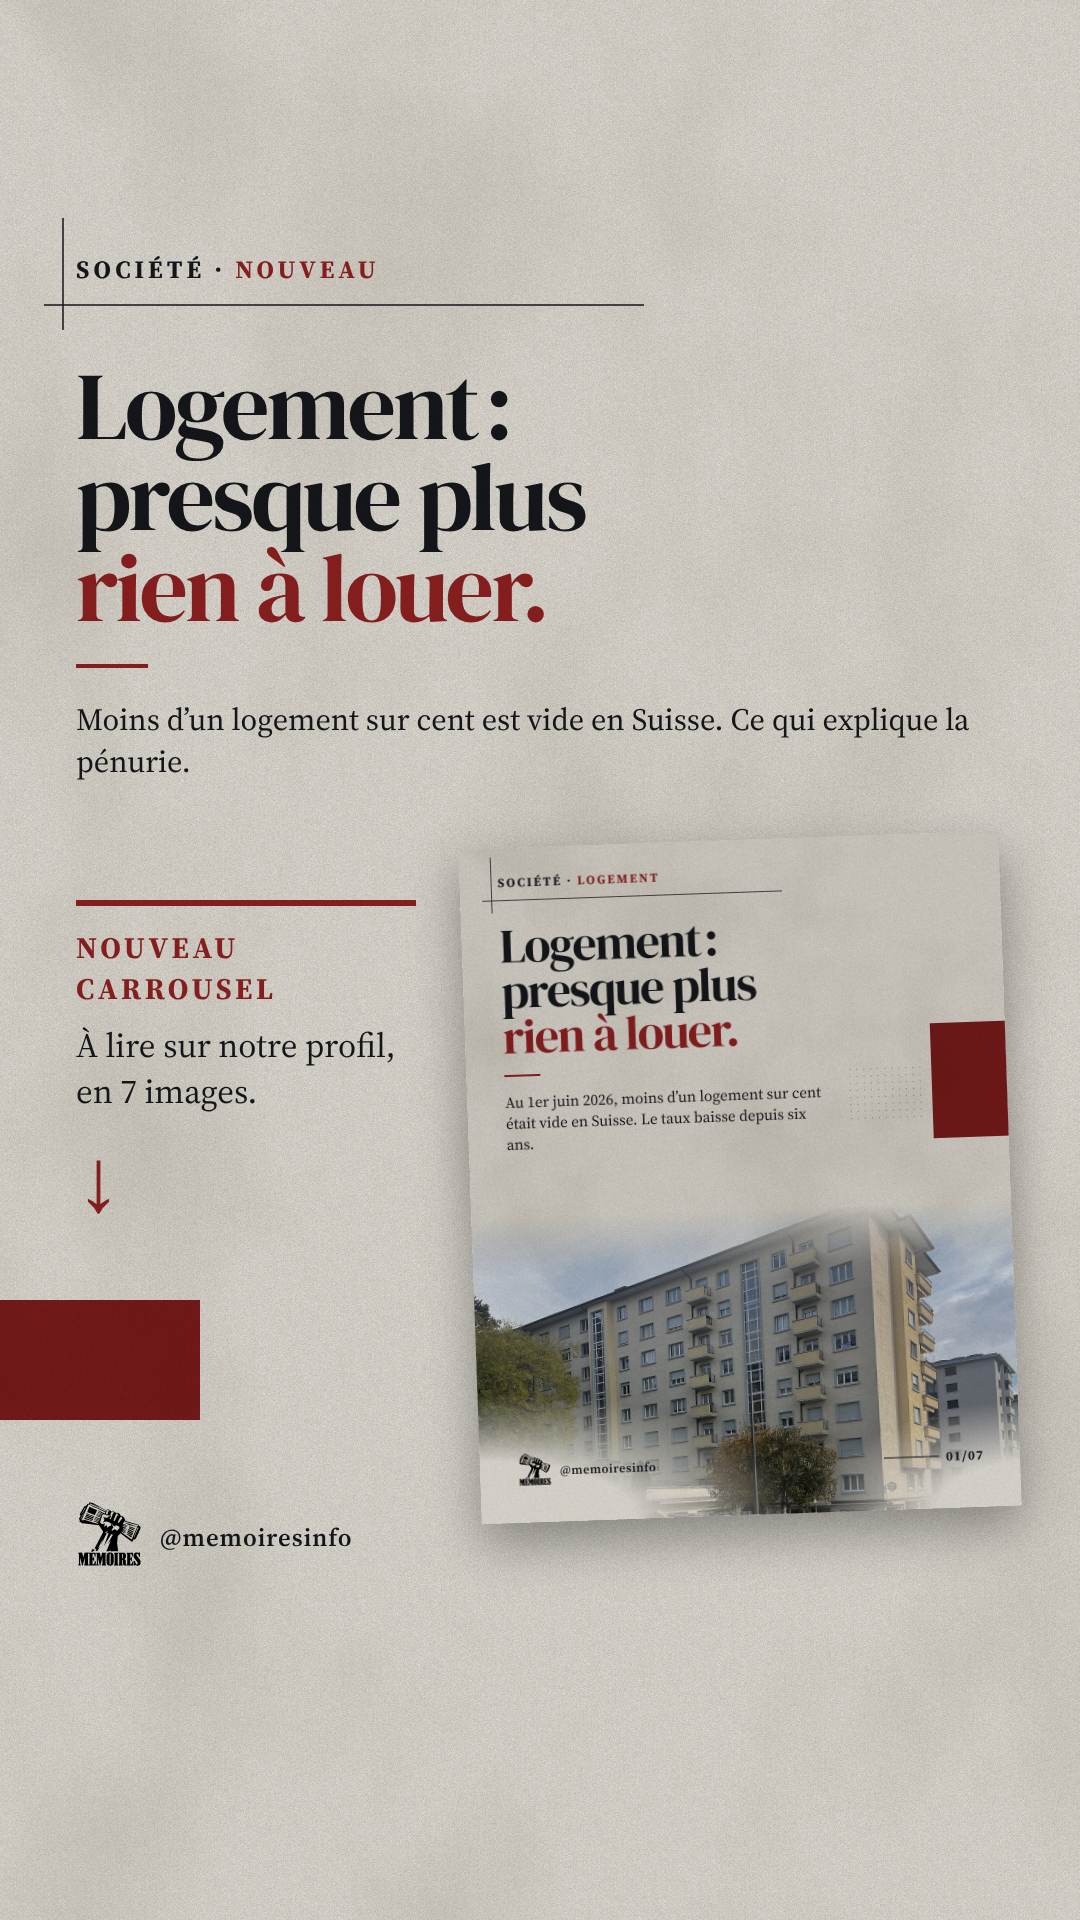 SOCIÉTÉ · NOUVEAU
Logement :
presque plus
rien à louer.
Moins d’un logement sur cent est vide en Suisse. Ce qui explique la
pénurie.
NOUVEAU
CARROUSEL
À lire sur notre profil,
en 7 images.
↓
MÉMOIRES
@memoiresinfo
SOCIÉTÉ · LOGEMENT
Logement :
presque plus
rien à louer.
Au 1er juin 2026, moins d’un logement sur cent
était vide en Suisse. Le taux baisse depuis six
ans.
MÉMOIRES
@memoiresinfo
01/07